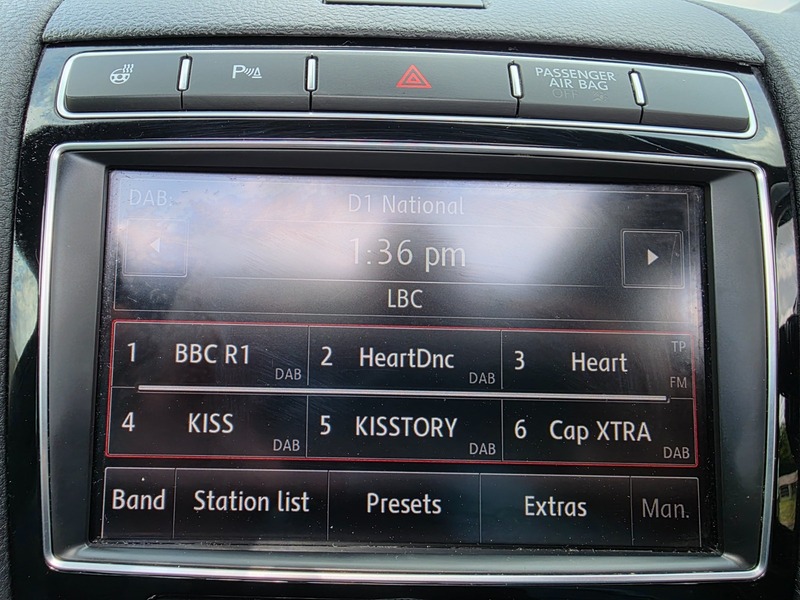 P
PASSENGER
AIR BAG
OFF
DAB
D1 National
1:36 pm
LBC
1 BBC R1 DAB
2 HeartDnc DAB
3 Heart TP FM
4 KISS DAB
5 KISSTORY DAB
6 Cap XTRA DAB
Band Station list Presets Extras Man.